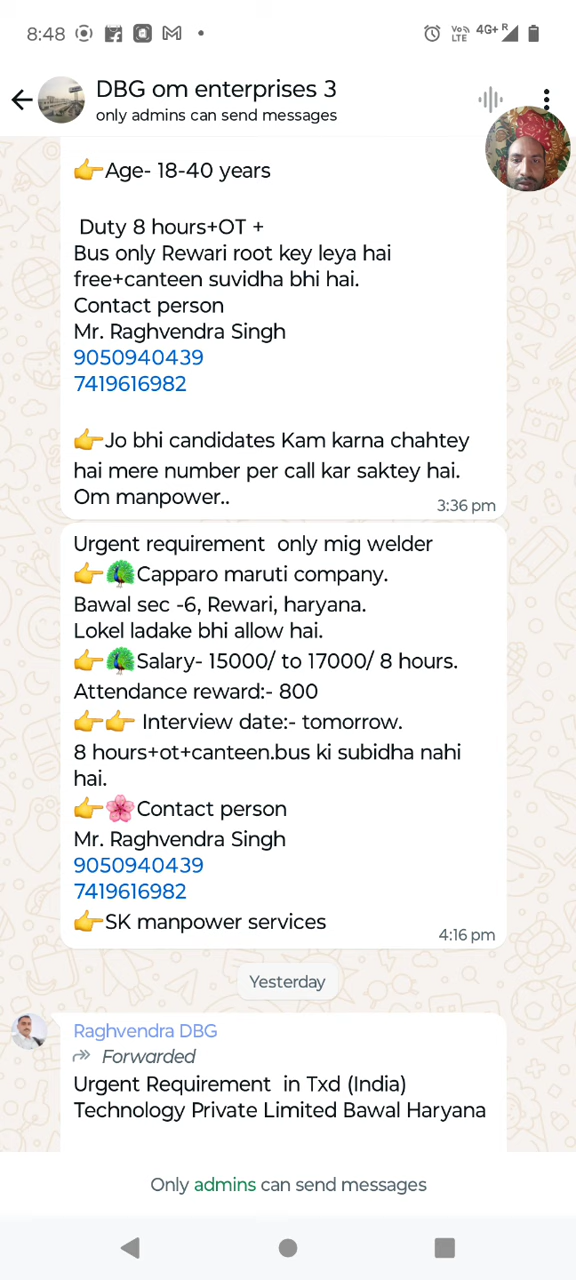 8:48
Vo)) LTE 4G+ R
DBG om enterprises 3
only admins can send messages
👉Age- 18-40 years
Duty 8 hours+OT +
Bus only Rewari root key leya hai
free+canteen suvidha bhi hai.
Contact person
Mr. Raghvendra Singh
9050940439
7419616982
👉Jo bhi candidates Kam karna chahtey
hai mere number per call kar saktey hai.
Om manpower..
3:36 pm
Urgent requirement  only mig welder
👉🦚Capparo maruti company.
Bawal sec -6, Rewari, haryana.
Lokel ladake bhi allow hai.
👉🦚Salary- 15000/ to 17000/ 8 hours.
Attendance reward:- 800
👉👉 Interview date:- tomorrow.
8 hours+ot+canteen.bus ki subidha nahi
hai.
👉🌸Contact person
Mr. Raghvendra Singh
9050940439
7419616982
👉SK manpower services
4:16 pm
Yesterday
Raghvendra DBG
Forwarded
Urgent Requirement  in Txd (India)
Technology Private Limited Bawal Haryana
Only admins can send messages